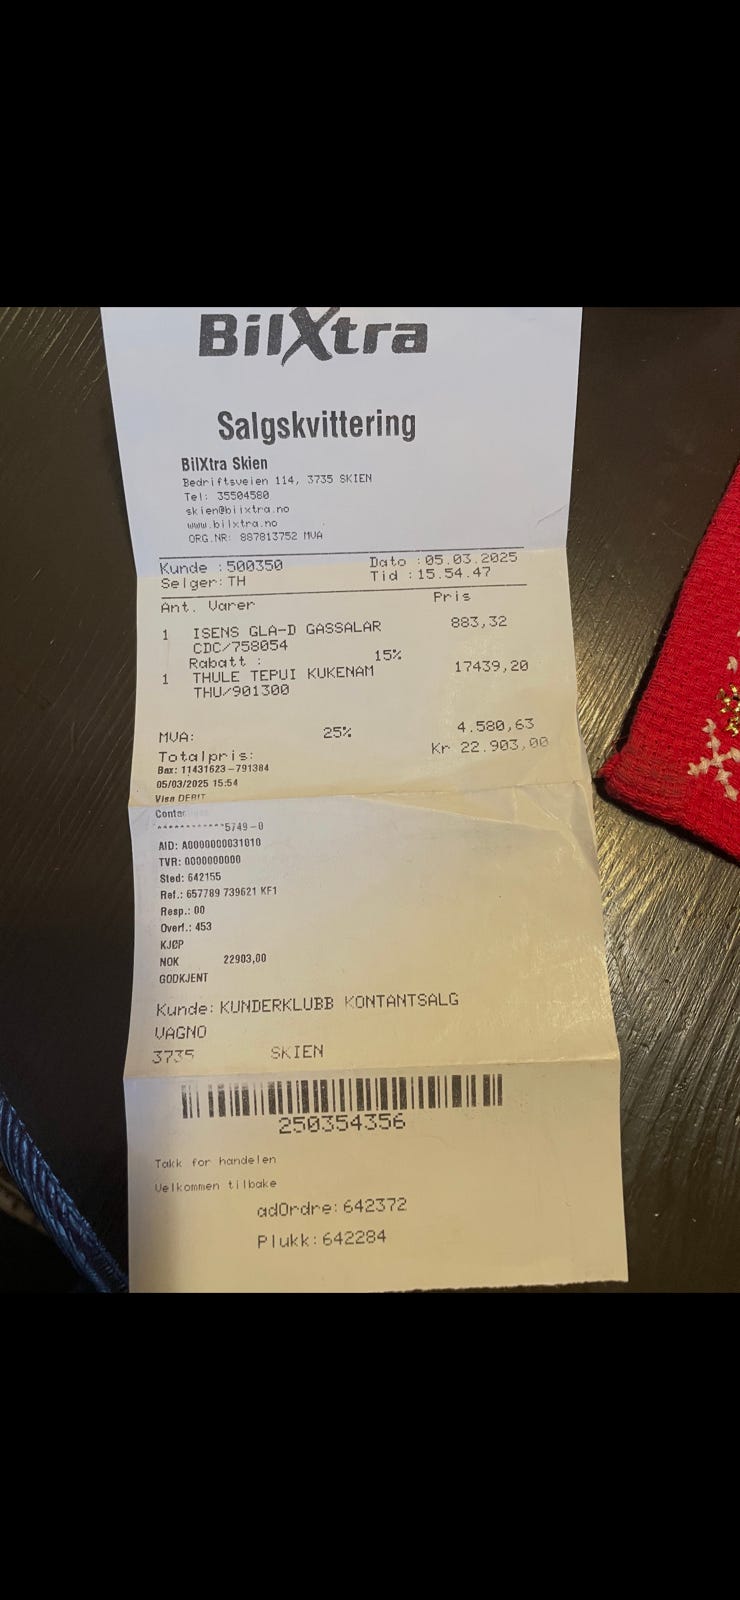 BilXtra
Salgskvittering
BilXtra Skien
Bedriftsveien 114, 3735 SKIEN
Tel: 35504580
skien@bilxtra.no
www.bilxtra.no
ORG.NR: 887813752 MVA
Kunde :500350 Dato :05.03.2025
Selger: TH Tid :15.54.47
Ant. Varer Pris
1 ISENS GLA-D GASSALAR 883,32
CDC/758054
Rabatt : 15%
1 THULE TEPUI KUKENAM 17439,20
THU/901300
MVA: 25% 4.580,63
Totalpris: Kr 22.903,00
Bax: 11431623-791384
05/03/2025 15:54
Visa DEBIT
************5749-0
AID: A0000000031010
TVR: 0000000000
Sted: 642155
Ref.: 657789 739621 KF1
Resp.: 00
Overf.: 453
KJØP
NOK 22903,00
GODKJENT
Kunde: KUNDERKLUBB KONTANTSALG
VAGNO
3735 SKIEN
250354356
Takk for handelen
Velkommen tilbake
adOrdre: 642372
Plukk: 642284